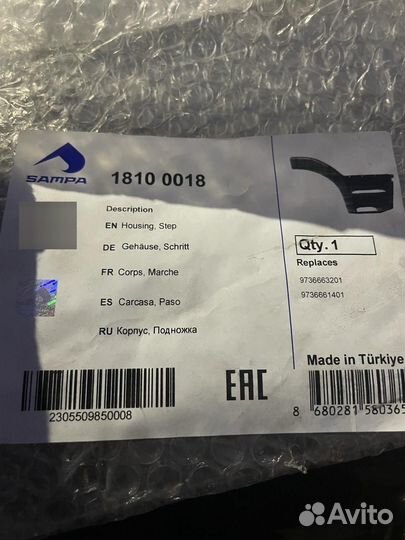 SAMPA
1810 0018
Description
EN Housing, Step
DE Gehäuse, Schritt
FR Corps, Marche
ES Carcasa, Paso
RU Корпус, Подножка
Qty. 1
Replaces
9736663201
9736661401
Made in Türkiye
2305509850008
EAC
8 680281 580365
Avito